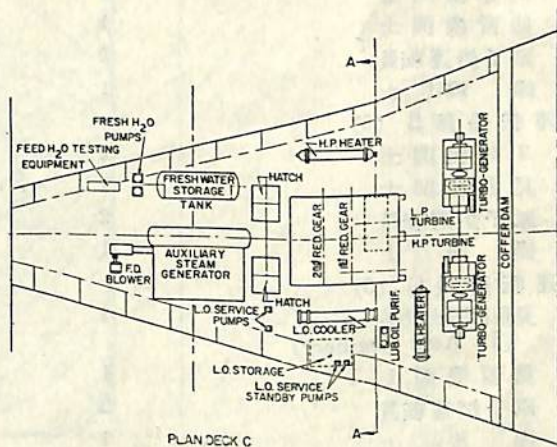 A
FRESH H2O
PUMPS
FEED H2O TESTING
EQUIPMENT
H.P. HEATER
FRESH WATER
STORAGE
TANK
HATCH
2ND RED. GEAR
1ST RED. GEAR
L.P.
TURBINE
H.P. TURBINE
TURBO-GENERATOR
COFFER DAM
AUXILIARY
STEAM
GENERATOR
F.D.
BLOWER
HATCH
L.O. SERVICE
PUMPS
L.O. COOLER
LUB. OIL PURIF.
L.B. HEATER
TURBO-GENERATOR
L.O. STORAGE
L.O. SERVICE
STANDBY PUMPS
A
PLAN DECK C